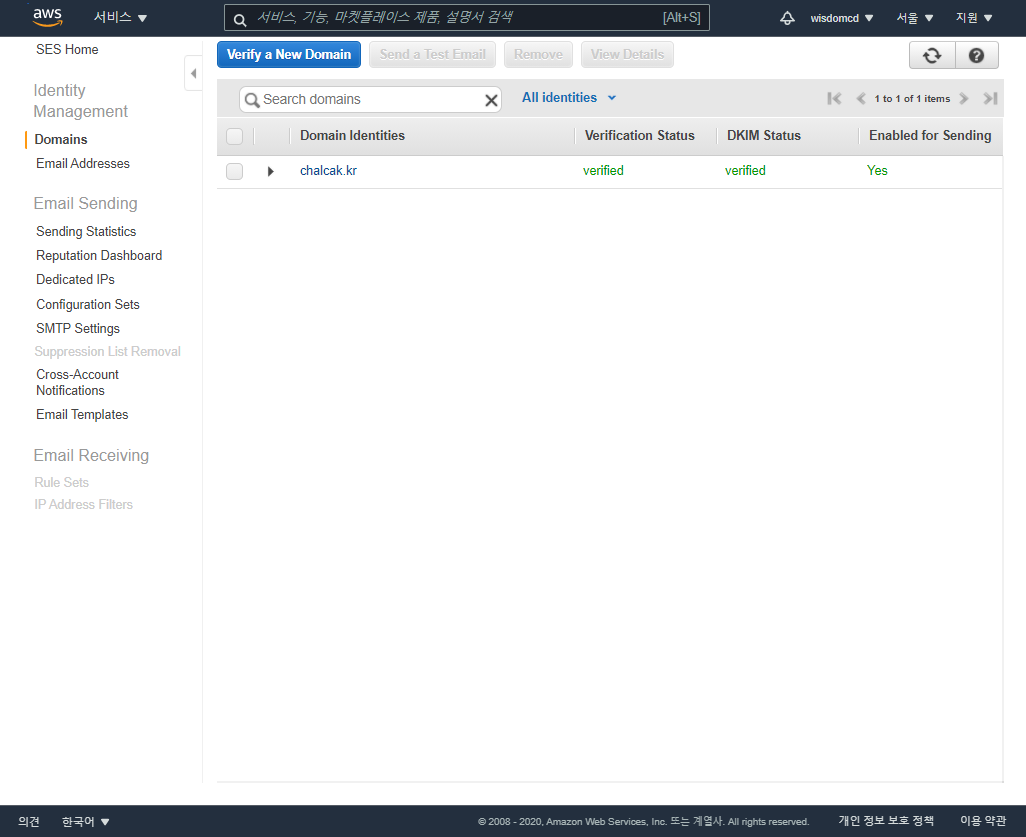 aws 서비스 서비스, 기능, 마켓플레이스 제품, 설명서 검색 [Alt+S] wisdomcd 서울 지원
SES Home
Identity
Management
Domains
Email Addresses
Email Sending
Sending Statistics
Reputation Dashboard
Dedicated IPs
Configuration Sets
SMTP Settings
Suppression List Removal
Cross-Account
Notifications
Email Templates
Email Receiving
Rule Sets
IP Address Filters
Verify a New Domain Send a Test Email Remove View Details
Search domains All identities 1 to 1 of 1 items
Domain Identities Verification Status DKIM Status Enabled for Sending
chalcak.kr verified verified Yes
의견 한국어 © 2008 - 2020, Amazon Web Services, Inc. 또는 계열사. All rights reserved. 개인 정보 보호 정책 이용 약관